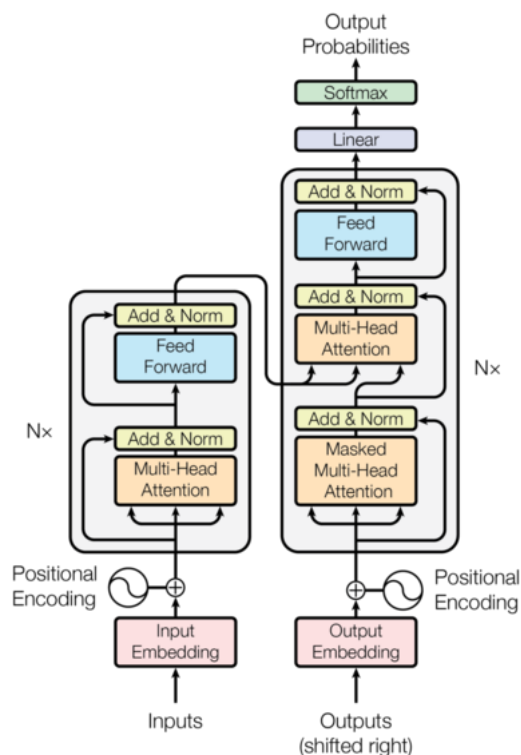 Output
Probabilities
Softmax
Linear
Add & Norm
Feed
Forward
Add & Norm
Multi-Head
Attention
Nx
Add & Norm
Masked
Multi-Head
Attention
Add & Norm
Feed
Forward
Nx
Add & Norm
Multi-Head
Attention
Positional
Encoding
Positional
Encoding
Input
Embedding
Output
Embedding
Inputs
Outputs
(shifted right)